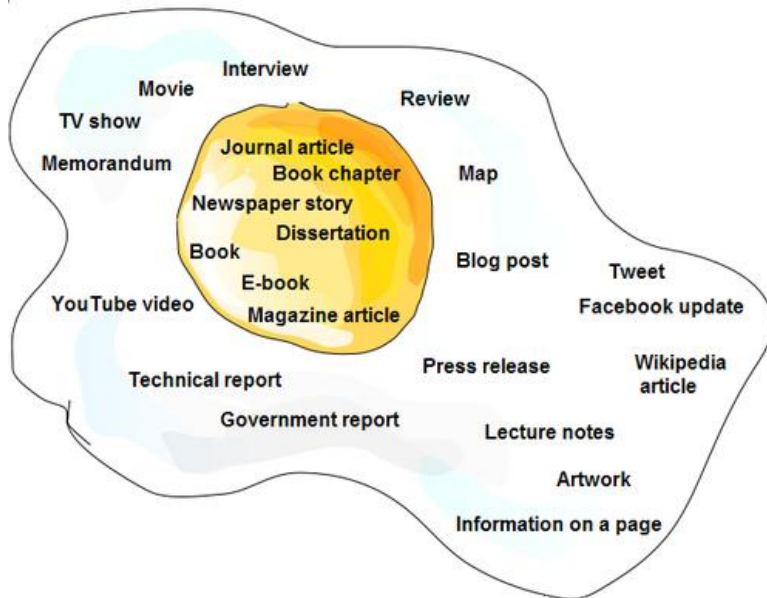 Interview
Movie
Review
TV show
Journal article
Memorandum
Book chapter
Map
Newspaper story
Dissertation
Book
Blog post
Tweet
E-book
YouTube video
Facebook update
Magazine article
Press release
Wikipedia
article
Technical report
Government report
Lecture notes
Artwork
Information on a page